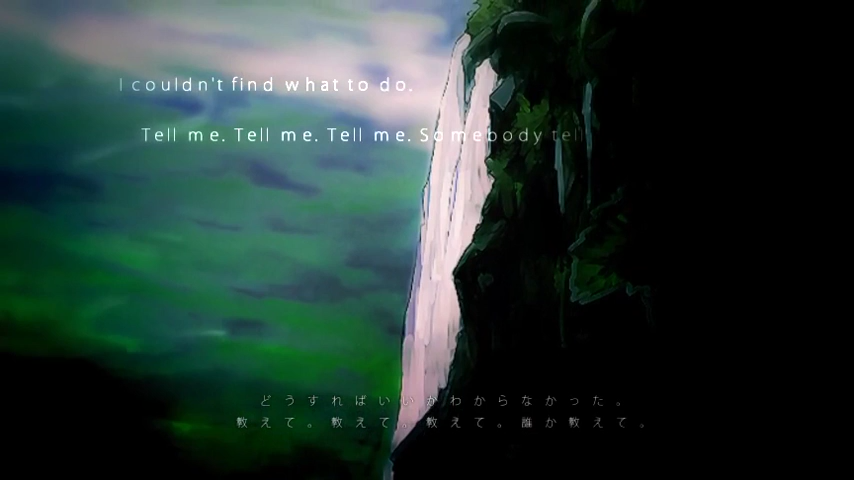 I couldn't find what to do.
Tell me. Tell me. Tell me. Somebody tell
どうすればいいかわからなかった。
教えて。教えて。教えて。誰か教えて。